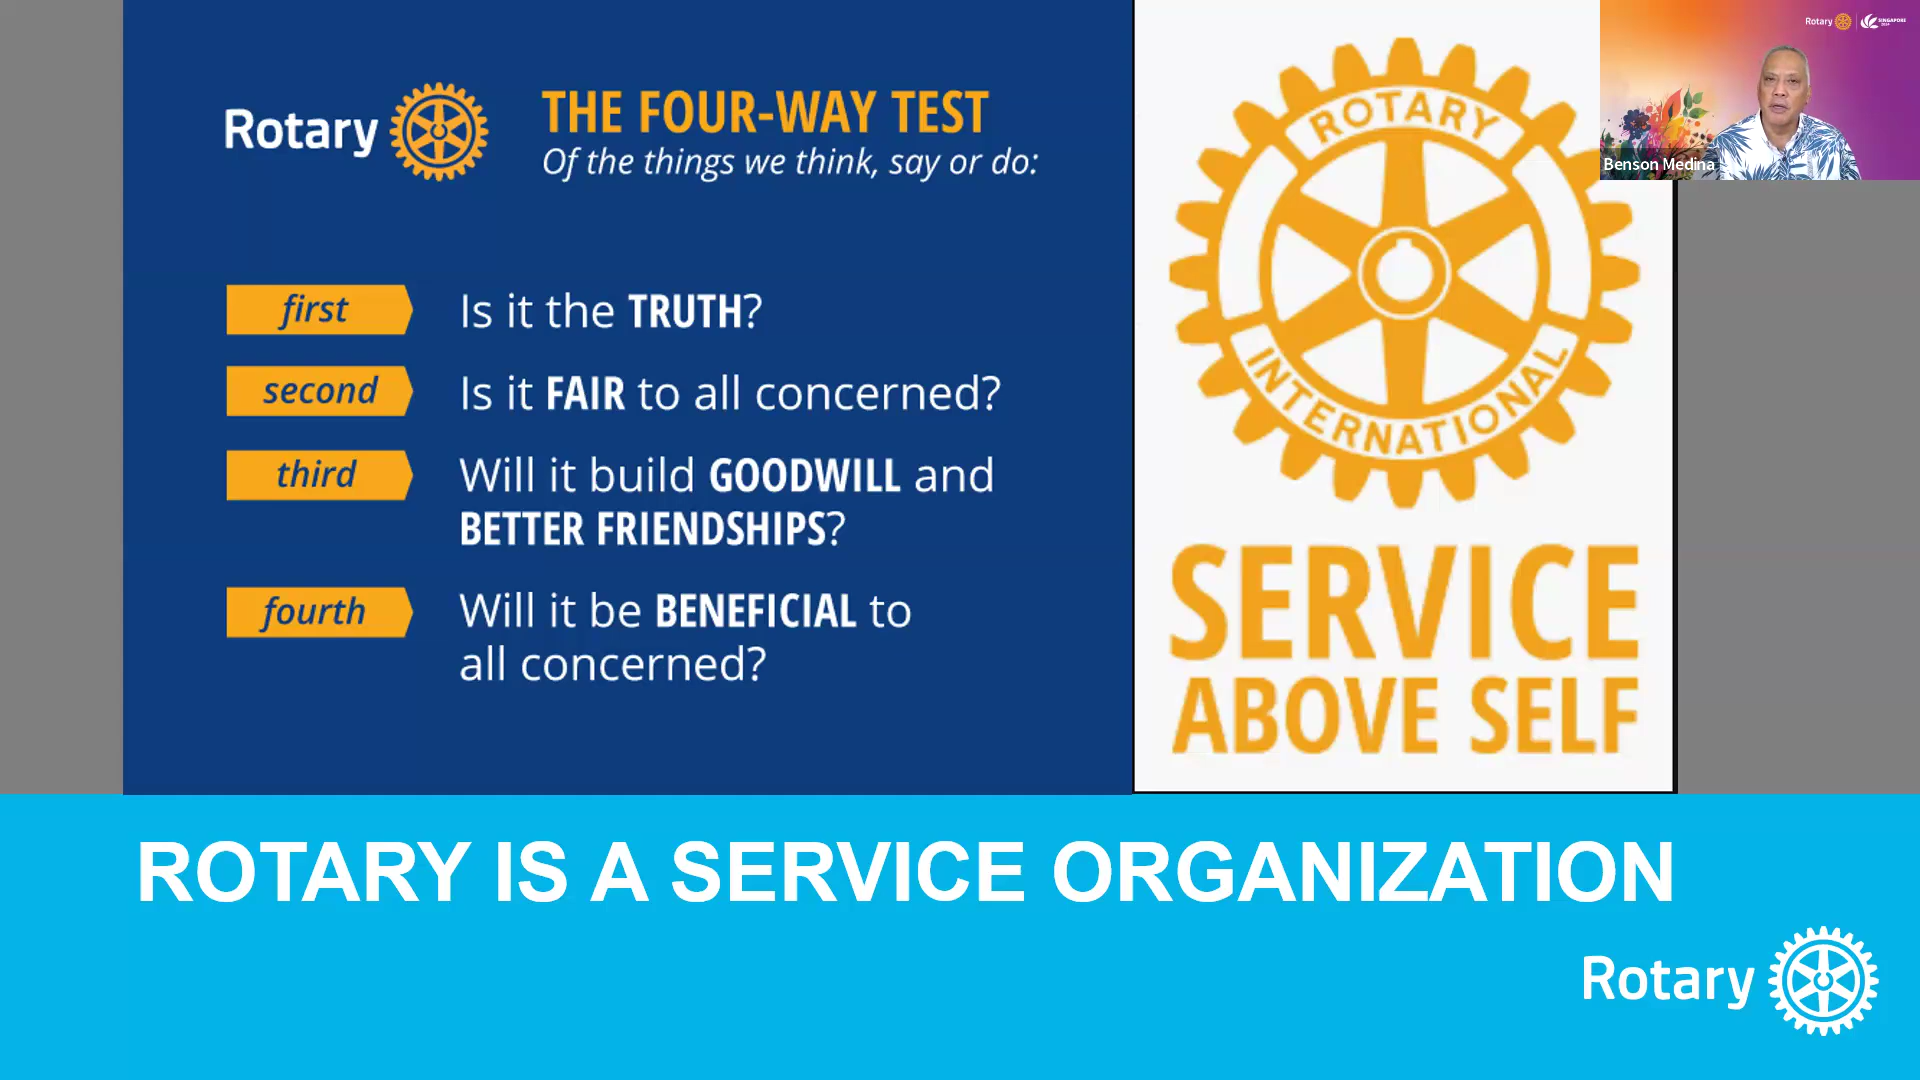 Rotary
THE FOUR-WAY TEST
Of the things we think, say or do:
first
Is it the TRUTH?
second
Is it FAIR to all concerned?
third
Will it build GOODWILL and
BETTER FRIENDSHIPS?
fourth
Will it be BENEFICIAL to
all concerned?
ROTARY
INTERNATIONAL
SERVICE
ABOVE SELF
Rotary
SINGAPORE
2024
Benson Medina
ROTARY IS A SERVICE ORGANIZATION
Rotary